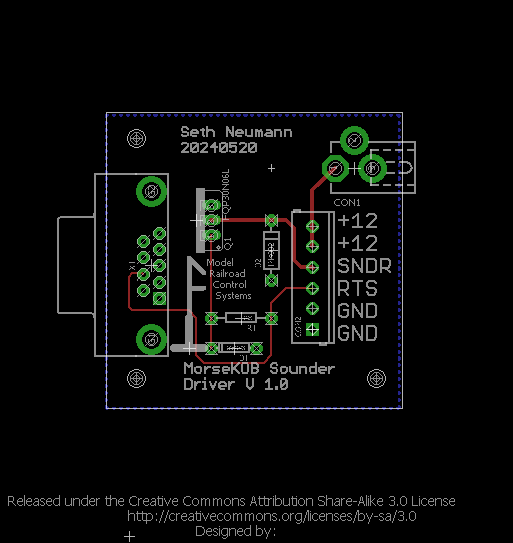 Seth Neumann
20240520
FQP30N06L
CON1
+12
+12
SNDR
RTS
GND
GND
Q1
X1
D2
Model
Railroad
Control
Systems
R1
D1
CON2
MorseKOB Sounder
Driver V 1.0
Released under the Creative Commons Attribution Share-Alike 3.0 License
http://creativecommons.org/licenses/by-sa/3.0
Designed by: